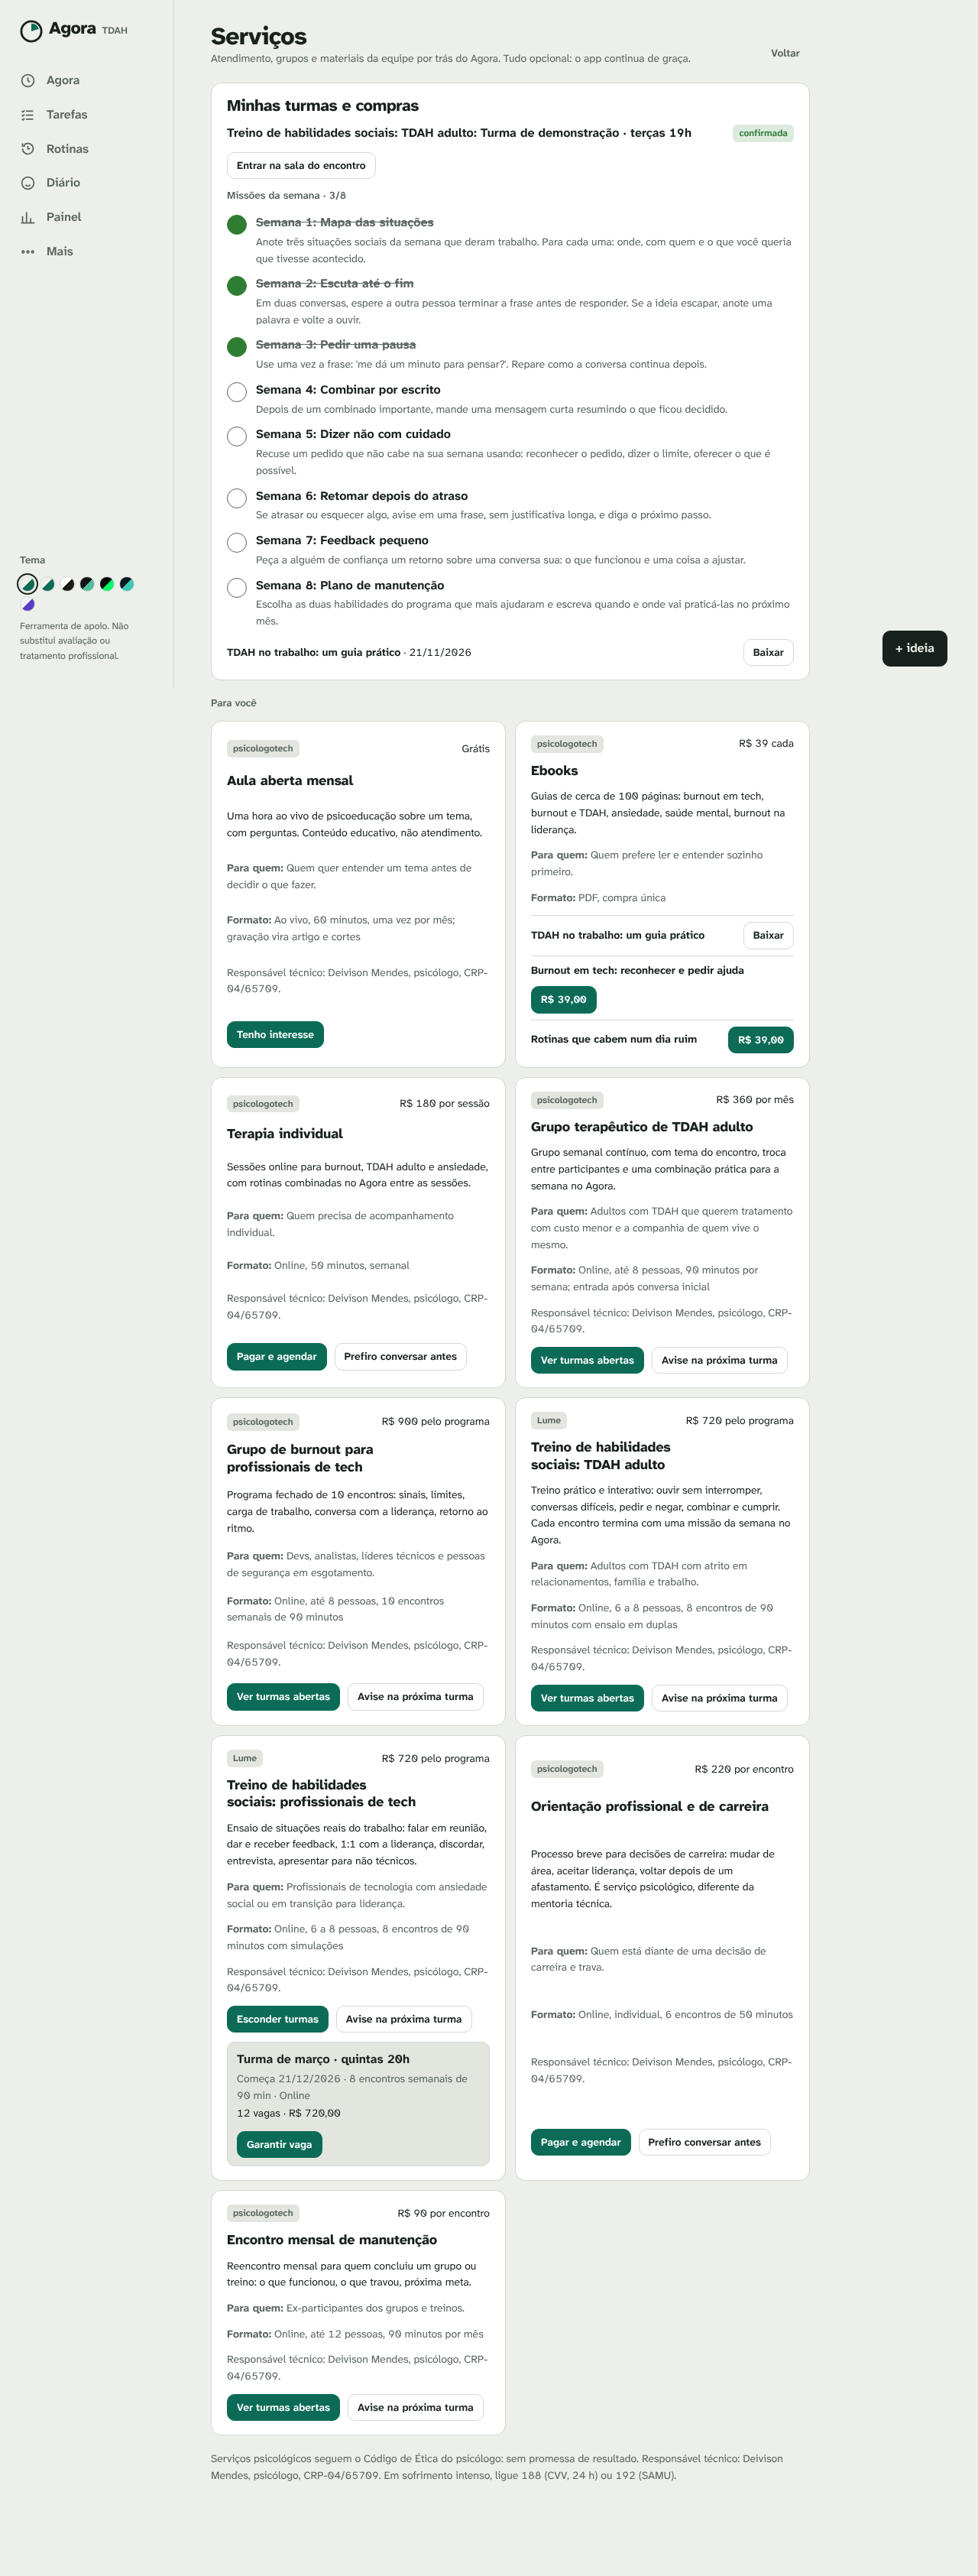 Agora TDAH
Agora
Tarefas
Rotinas
Diário
Painel
Mais
Tema
Ferramenta de apoio. Não
substitui avaliação ou
tratamento profissional.
Serviços
Atendimento, grupos e materiais da equipe por trás do Agora. Tudo opcional: o app continua de graça.
Voltar
Minhas turmas e compras
Treino de habilidades sociais: TDAH adulto: Turma de demonstração · terças 19h
confirmada
Entrar na sala do encontro
Missões da semana · 3/8
Semana 1: Mapa das situações
Anote três situações sociais da semana que deram trabalho. Para cada uma: onde, com quem e o que você queria
que tivesse acontecido.
Semana 2: Escuta até o fim
Em duas conversas, espere a outra pessoa terminar a frase antes de responder. Se a ideia escapar, anote uma
palavra e volte a ouvir.
Semana 3: Pedir uma pausa
Use uma vez a frase: 'me dá um minuto para pensar?'. Repare como a conversa continua depois.
Semana 4: Combinar por escrito
Depois de um combinado importante, mande uma mensagem curta resumindo o que ficou decidido.
Semana 5: Dizer não com cuidado
Recuse um pedido que não cabe na sua semana usando: reconhecer o pedido, dizer o limite, oferecer o que é
possível.
Semana 6: Retomar depois do atraso
Se atrasar ou esquecer algo, avise em uma frase, sem justificativa longa, e diga o próximo passo.
Semana 7: Feedback pequeno
Peça a alguém de confiança um retorno sobre uma conversa sua: o que funcionou e uma coisa a ajustar.
Semana 8: Plano de manutenção
Escolha as duas habilidades do programa que mais ajudaram e escreva quando e onde vai praticá-las no próximo
mês.
TDAH no trabalho: um guia prático · 21/11/2026
Baixar
+ ideia
Para você
psicologotech
Grátis
Aula aberta mensal
Uma hora ao vivo de psicoeducação sobre um tema,
com perguntas. Conteúdo educativo, não atendimento.
Para quem: Quem quer entender um tema antes de
decidir o que fazer.
Formato: Ao vivo, 60 minutos, uma vez por mês;
gravação vira artigo e cortes
Responsável técnico: Deivison Mendes, psicólogo, CRP-
04/65709.
Tenho interesse
psicologotech
R$ 39 cada
Ebooks
Guias de cerca de 100 páginas: burnout em tech,
burnout e TDAH, ansiedade, saúde mental, burnout na
liderança.
Para quem: Quem prefere ler e entender sozinho
primeiro.
Formato: PDF, compra única
TDAH no trabalho: um guia prático
Baixar
Burnout em tech: reconhecer e pedir ajuda
R$ 39,00
Rotinas que cabem num dia ruim
R$ 39,00
psicologotech
R$ 180 por sessão
Terapia individual
Sessões online para burnout, TDAH adulto e ansiedade,
com rotinas combinadas no Agora entre as sessões.
Para quem: Quem precisa de acompanhamento
individual.
Formato: Online, 50 minutos, semanal
Responsável técnico: Deivison Mendes, psicólogo, CRP-
04/65709.
Pagar e agendar
Prefiro conversar antes
psicologotech
R$ 360 por mês
Grupo terapêutico de TDAH adulto
Grupo semanal contínuo, com tema do encontro, troca
entre participantes e uma combinação prática para a
semana no Agora.
Para quem: Adultos com TDAH que querem tratamento
com custo menor e a companhia de quem vive o
mesmo.
Formato: Online, até 8 pessoas, 90 minutos por
semana; entrada após conversa inicial
Responsável técnico: Deivison Mendes, psicólogo, CRP-
04/65709.
Ver turmas abertas
Avise na próxima turma
psicologotech
R$ 900 pelo programa
Grupo de burnout para
profissionais de tech
Programa fechado de 10 encontros: sinais, limites,
carga de trabalho, conversa com a liderança, retorno ao
ritmo.
Para quem: Devs, analistas, líderes técnicos e pessoas
de segurança em esgotamento.
Formato: Online, até 8 pessoas, 10 encontros
semanais de 90 minutos
Responsável técnico: Deivison Mendes, psicólogo, CRP-
04/65709.
Ver turmas abertas
Avise na próxima turma
Lume
R$ 720 pelo programa
Treino de habilidades
sociais: TDAH adulto
Treino prático e interativo: ouvir sem interromper,
conversas difíceis, pedir e negar, combinar e cumprir.
Cada encontro termina com uma missão da semana no
Agora.
Para quem: Adultos com TDAH com atrito em
relacionamentos, família e trabalho.
Formato: Online, 6 a 8 pessoas, 8 encontros de 90
minutos com ensaio em duplas
Responsável técnico: Deivison Mendes, psicólogo, CRP-
04/65709.
Ver turmas abertas
Avise na próxima turma
Lume
R$ 720 pelo programa
Treino de habilidades
sociais: profissionais de tech
Ensaio de situações reais do trabalho: falar em reunião,
dar e receber feedback, 1:1 com a liderança, discordar,
entrevista, apresentar para não técnicos.
Para quem: Profissionais de tecnologia com ansiedade
social ou em transição para liderança.
Formato: Online, 6 a 8 pessoas, 8 encontros de 90
minutos com simulações
Responsável técnico: Deivison Mendes, psicólogo, CRP-
04/65709.
Esconder turmas
Avise na próxima turma
Turma de março · quintas 20h
Começa 21/12/2026 · 8 encontros semanais de
90 min · Online
12 vagas · R$ 720,00
Garantir vaga
psicologotech
R$ 220 por encontro
Orientação profissional e de carreira
Processo breve para decisões de carreira: mudar de
área, aceitar liderança, voltar depois de um
afastamento. É serviço psicológico, diferente da
mentoria técnica.
Para quem: Quem está diante de uma decisão de
carreira e trava.
Formato: Online, individual, 6 encontros de 50 minutos
Responsável técnico: Deivison Mendes, psicólogo, CRP-
04/65709.
Pagar e agendar
Prefiro conversar antes
psicologotech
R$ 90 por encontro
Encontro mensal de manutenção
Reencontro mensal para quem concluiu um grupo ou
treino: o que funcionou, o que travou, próxima meta.
Para quem: Ex-participantes dos grupos e treinos.
Formato: Online, até 12 pessoas, 90 minutos por mês
Responsável técnico: Deivison Mendes, psicólogo, CRP-
04/65709.
Ver turmas abertas
Avise na próxima turma
Serviços psicológicos seguem o Código de Ética do psicólogo: sem promessa de resultado. Responsável técnico: Deivison
Mendes, psicólogo, CRP-04/65709. Em sofrimento intenso, ligue 188 (CVV, 24 h) ou 192 (SAMU).